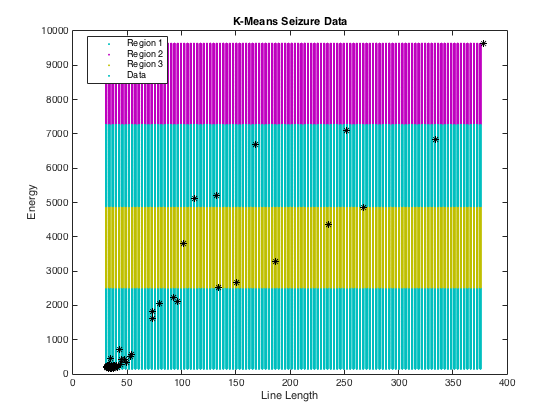 K-Means Seizure Data
Region 1
Region 2
Region 3
Data
Energy
10000
9000
8000
7000
6000
5000
4000
3000
2000
1000
0
0 50 100 150 200 250 300 350 400
Line Length